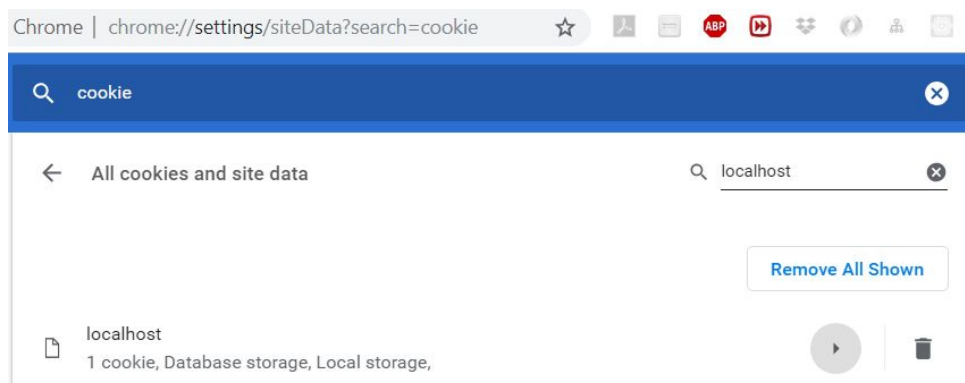 Chrome | chrome://settings/siteData?search=cookie ABP
cookie
All cookies and site data localhost
Remove All Shown
localhost
1 cookie, Database storage, Local storage,